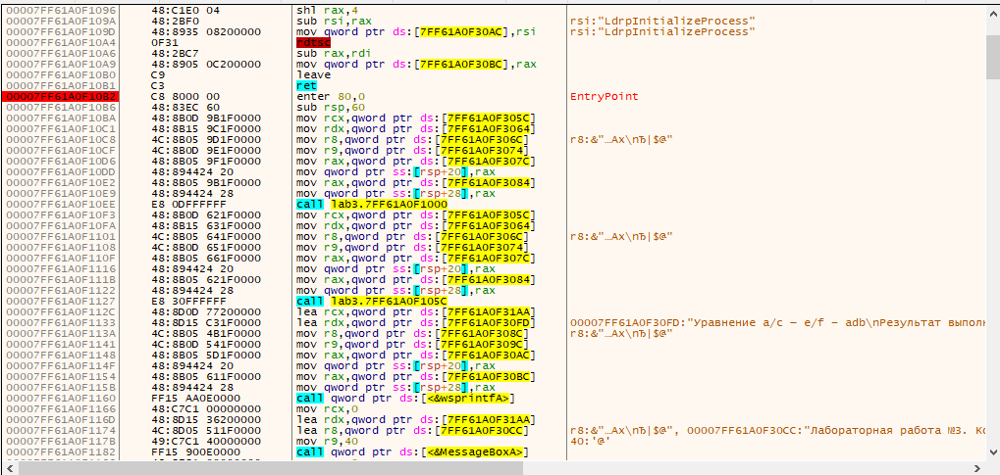 00007FF61A0F1096 48:C1E0 04 shl rax,4
00007FF61A0F109A 48:2BF0 sub rsi,rax rsi:"LdrpInitializeProcess"
00007FF61A0F109D 48:8935 08200000 mov qword ptr ds:[7FF61A0F30AC],rsi rsi:"LdrpInitializeProcess"
00007FF61A0F10A4 0F31 rdtsc
00007FF61A0F10A6 48:2BC7 sub rax,rdi
00007FF61A0F10A9 48:8905 0C200000 mov qword ptr ds:[7FF61A0F30BC],rax
00007FF61A0F10B0 C9 leave
00007FF61A0F10B1 C3 ret
00007FF61A0F10B2 C8 8000 00 enter 80,0 EntryPoint
00007FF61A0F10B6 48:83EC 60 sub rsp,60
00007FF61A0F10BA 48:8B0D 9B1F0000 mov rcx,qword ptr ds:[7FF61A0F305C]
00007FF61A0F10C1 48:8B15 9C1F0000 mov rdx,qword ptr ds:[7FF61A0F3064]
00007FF61A0F10C8 4C:8B05 9D1F0000 mov r8,qword ptr ds:[7FF61A0F306C] r8:&"…Ax\nЂ|$@"
00007FF61A0F10CF 4C:8B0D 9E1F0000 mov r9,qword ptr ds:[7FF61A0F3074]
00007FF61A0F10D6 48:8B05 9F1F0000 mov rax,qword ptr ds:[7FF61A0F307C]
00007FF61A0F10DD 48:894424 20 mov qword ptr ss:[rsp+20],rax
00007FF61A0F10E2 48:8B05 9B1F0000 mov rax,qword ptr ds:[7FF61A0F3084]
00007FF61A0F10E9 48:894424 28 mov qword ptr ss:[rsp+28],rax
00007FF61A0F10EE E8 0DFFFFFF call lab3.7FF61A0F1000
00007FF61A0F10F3 48:8B0D 621F0000 mov rcx,qword ptr ds:[7FF61A0F305C]
00007FF61A0F10FA 48:8B15 631F0000 mov rdx,qword ptr ds:[7FF61A0F3064]
00007FF61A0F1101 4C:8B05 641F0000 mov r8,qword ptr ds:[7FF61A0F306C] r8:&"…Ax\nЂ|$@"
00007FF61A0F1108 4C:8B0D 651F0000 mov r9,qword ptr ds:[7FF61A0F3074]
00007FF61A0F110F 48:8B05 661F0000 mov rax,qword ptr ds:[7FF61A0F307C]
00007FF61A0F1116 48:894424 20 mov qword ptr ss:[rsp+20],rax
00007FF61A0F111B 48:8B05 621F0000 mov rax,qword ptr ds:[7FF61A0F3084]
00007FF61A0F1122 48:894424 28 mov qword ptr ss:[rsp+28],rax
00007FF61A0F1127 E8 30FFFFFF call lab3.7FF61A0F105C
00007FF61A0F112C 48:8D0D 77200000 lea rcx,qword ptr ds:[7FF61A0F31AA]
00007FF61A0F1133 48:8D15 C31F0000 lea rdx,qword ptr ds:[7FF61A0F30FD] 00007FF61A0F30FD:"Уравнение a/c – e/f – adb\nРезультат выполн
00007FF61A0F113A 4C:8B05 4B1F0000 mov r8,qword ptr ds:[7FF61A0F308C] r8:&"…Ax\nЂ|$@"
00007FF61A0F1141 4C:8B0D 541F0000 mov r9,qword ptr ds:[7FF61A0F309C]
00007FF61A0F1148 48:8B05 5D1F0000 mov rax,qword ptr ds:[7FF61A0F30AC]
00007FF61A0F114F 48:894424 20 mov qword ptr ss:[rsp+20],rax
00007FF61A0F1154 48:8B05 611F0000 mov rax,qword ptr ds:[7FF61A0F30BC]
00007FF61A0F115B 48:894424 28 mov qword ptr ss:[rsp+28],rax
00007FF61A0F1160 FF15 AA0E0000 call qword ptr ds:[<&wsprintfA>]
00007FF61A0F1166 48:C7C1 00000000 mov rcx,0
00007FF61A0F116D 48:8D15 36200000 lea rdx,qword ptr ds:[7FF61A0F31AA]
00007FF61A0F1174 4C:8D05 511F0000 lea r8,qword ptr ds:[7FF61A0F30CC] r8:&"…Ax\nЂ|$@", 00007FF61A0F30CC:"Лабораторная работа №3. Ко
00007FF61A0F117B 49:C7C1 40000000 mov r9,40 40:'@'
00007FF61A0F1182 FF15 900E0000 call qword ptr ds:[<&MessageBoxA>]